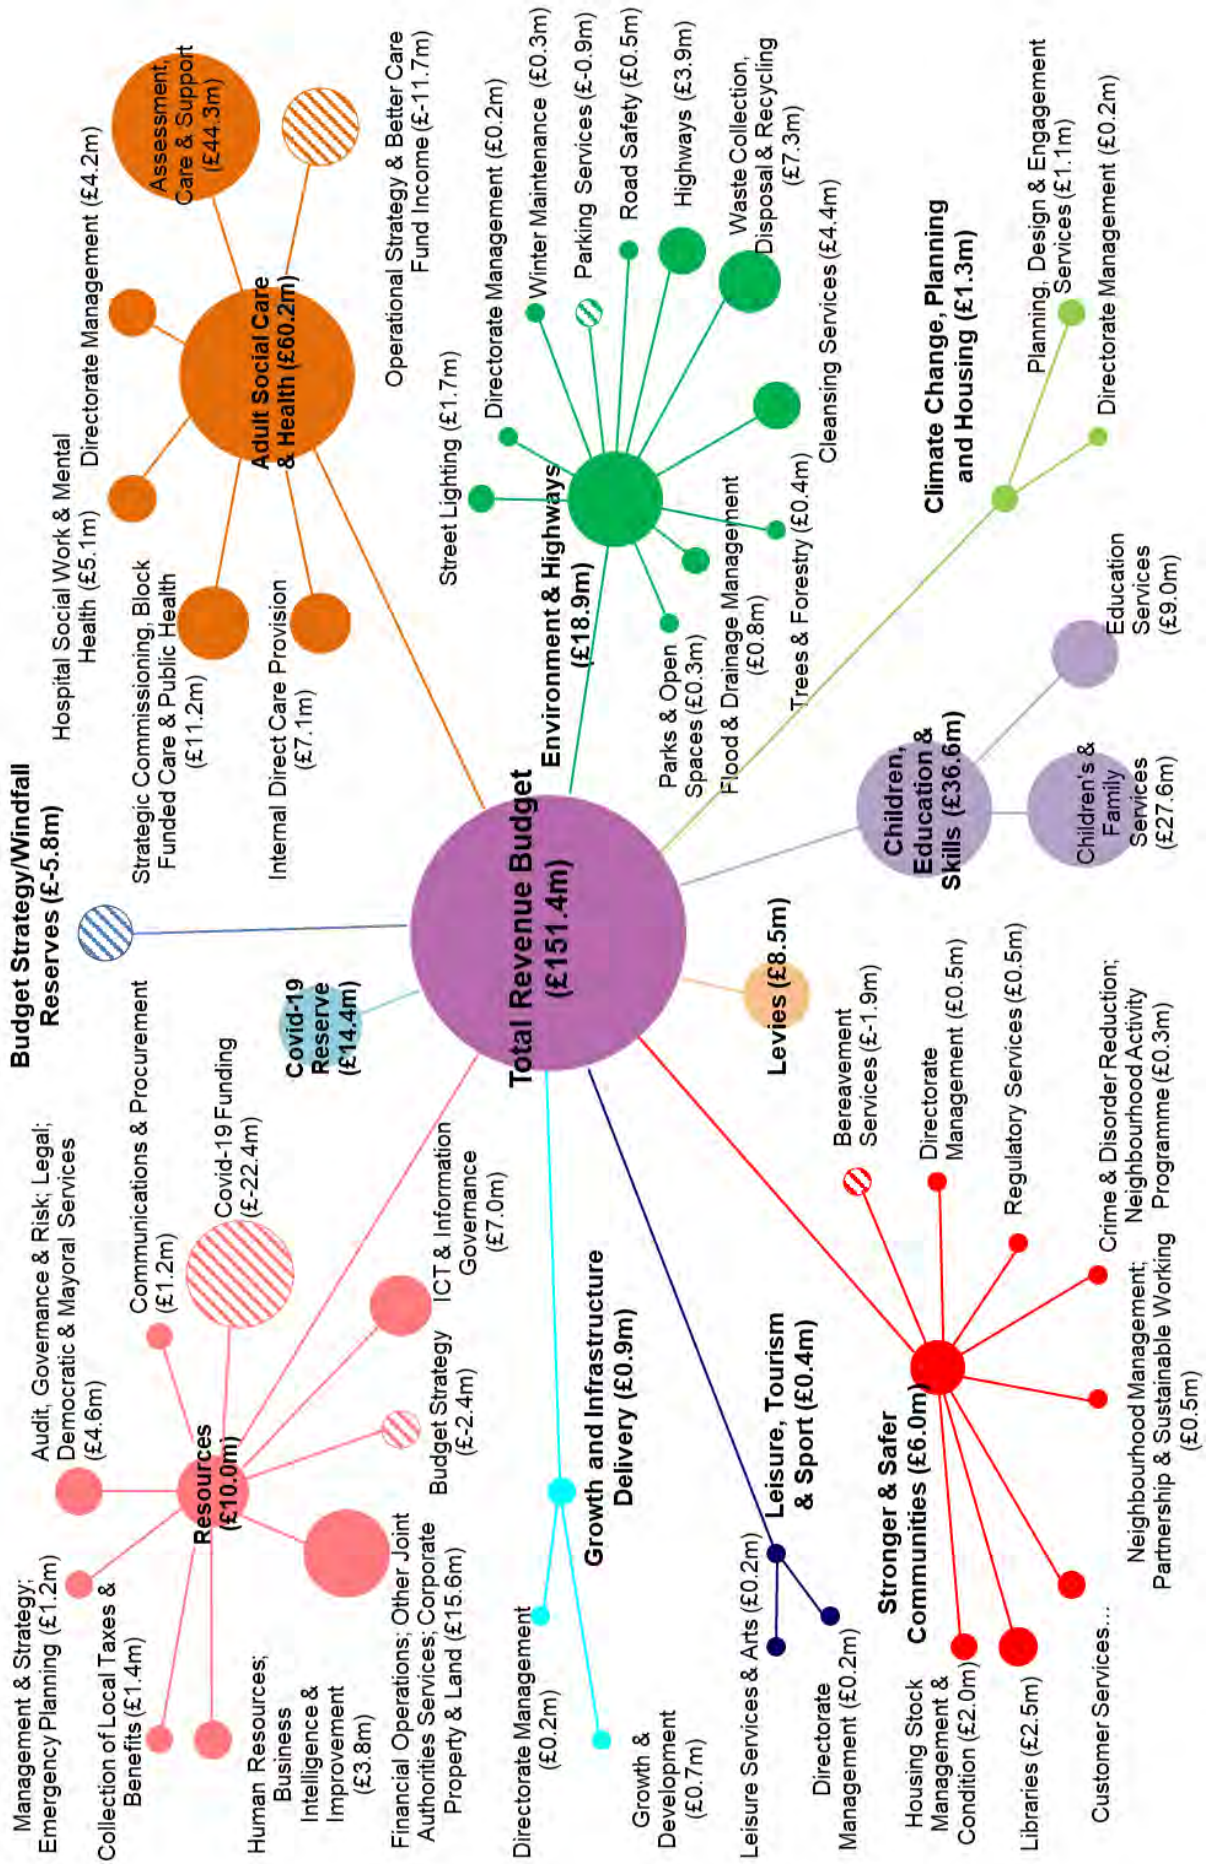 Budget Strategy/Windfall
Reserves (£-5.8m)
Total Revenue Budget
(£151.4m)
Covid-19
Reserve
(£14.4m)
Levies (£8.5m)
Adult Social Care
& Health (£60.2m)
Assessment,
Care & Support
(£44.3m)
Directorate Management (£4.2m)
Hospital Social Work & Mental
Health (£5.1m)
Strategic Commissioning, Block
Funded Care & Public Health
(£11.2m)
Internal Direct Care Provision
(£7.1m)
Operational Strategy & Better Care
Fund Income (£-11.7m)
Environment & Highways
(£18.9m)
Street Lighting (£1.7m)
Directorate Management (£0.2m)
Winter Maintenance (£0.3m)
Parking Services (£-0.9m)
Road Safety (£0.5m)
Highways (£3.9m)
Waste Collection,
Disposal & Recycling
(£7.3m)
Cleansing Services (£4.4m)
Trees & Forestry (£0.4m)
Flood & Drainage Management
(£0.8m)
Parks & Open
Spaces (£0.3m)
Climate Change, Planning
and Housing (£1.3m)
Planning, Design & Engagement
Services (£1.1m)
Directorate Management (£0.2m)
Children,
Education &
Skills (£36.6m)
Education
Services
(£9.0m)
Children's &
Family
Services
(£27.6m)
Stronger & Safer
Communities (£6.0m)
Bereavement
Services (£-1.9m)
Directorate
Management (£0.5m)
Regulatory Services (£0.5m)
Crime & Disorder Reduction;
Neighbourhood Activity
Programme (£0.3m)
Neighbourhood Management;
Partnership & Sustainable Working
(£0.5m)
Customer Services...
Libraries (£2.5m)
Housing Stock
Management &
Condition (£2.0m)
Leisure, Tourism
& Sport (£0.4m)
Leisure Services & Arts (£0.2m)
Directorate
Management (£0.2m)
Growth and Infrastructure
Delivery (£0.9m)
Directorate Management
(£0.2m)
Growth &
Development
(£0.7m)
Resources
(£10.0m)
Management & Strategy;
Emergency Planning (£1.2m)
Audit, Governance & Risk; Legal;
Democratic & Mayoral Services
(£4.6m)
Communications & Procurement
(£1.2m)
Covid-19 Funding
(£-22.4m)
ICT & Information
Governance
(£7.0m)
Budget Strategy
(£-2.4m)
Financial Operations; Other Joint
Authorities Services; Corporate
Property & Land (£15.6m)
Human Resources;
Business
Intelligence &
Improvement
(£3.8m)
Collection of Local Taxes &
Benefits (£1.4m)